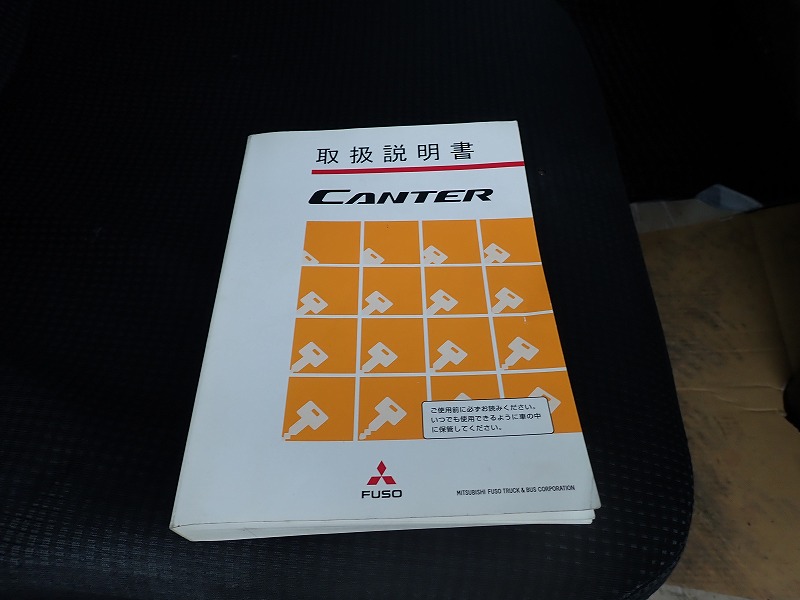 取扱説明書
CANTER
ご使用前に必ずお読みください。
いつでも使用できるように車の中
に保管してください。
FUSO
MITSUBISHI FUSO TRUCK & BUS CORPORATION